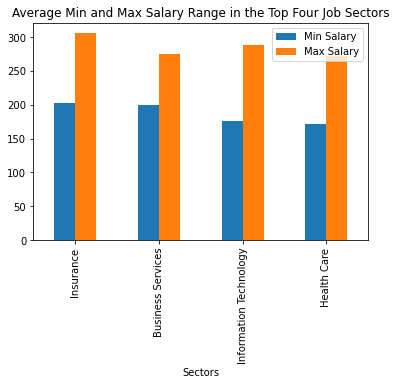 Average Min and Max Salary Range in the Top Four Job Sectors
Min Salary
Max Salary
300
250
200
150
100
50
0
Insurance
Business Services
Information Technology
Health Care
Sectors